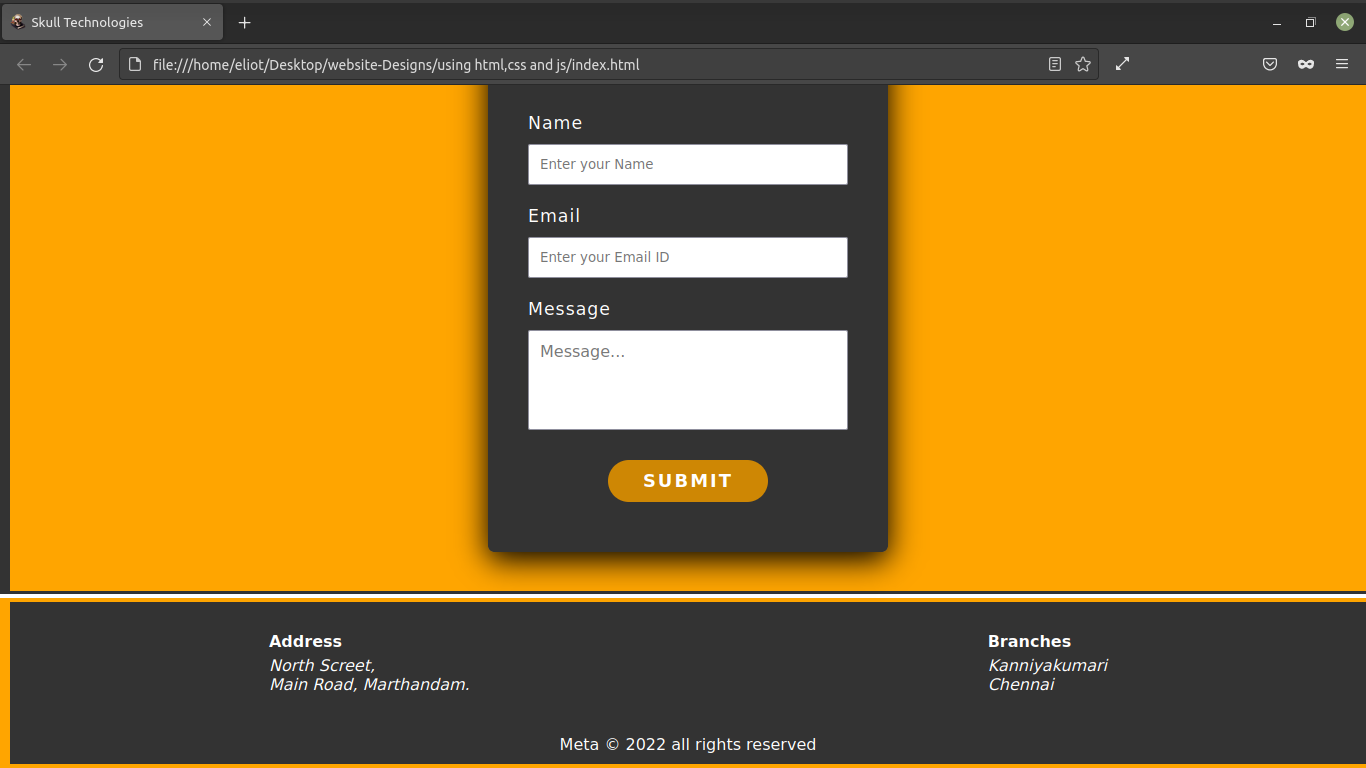 Skull Technologies
file:///home/eliot/Desktop/website-Designs/using html,css and js/index.html
Name
Enter your Name
Email
Enter your Email ID
Message
Message...
SUBMIT
Address
North Screet,
Main Road, Marthandam.
Branches
Kanniyakumari
Chennai
Meta © 2022 all rights reserved